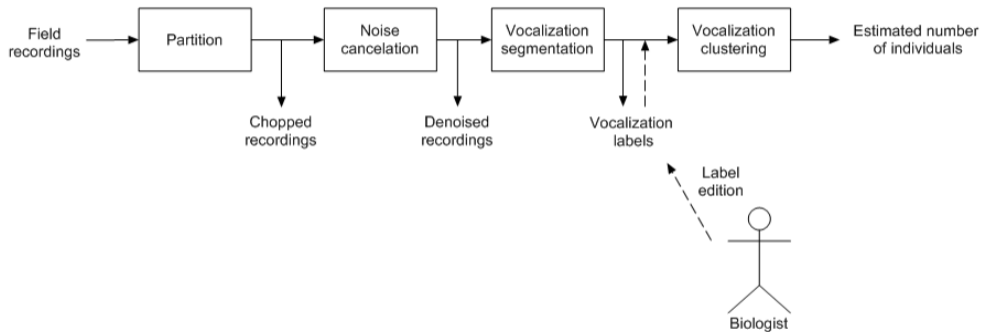 Field
recordings
Partition
Noise
cancelation
Vocalization
segmentation
Vocalization
clustering
Estimated number
of individuals
Chopped
recordings
Denoised
recordings
Vocalization
labels
Label
edition
Biologist